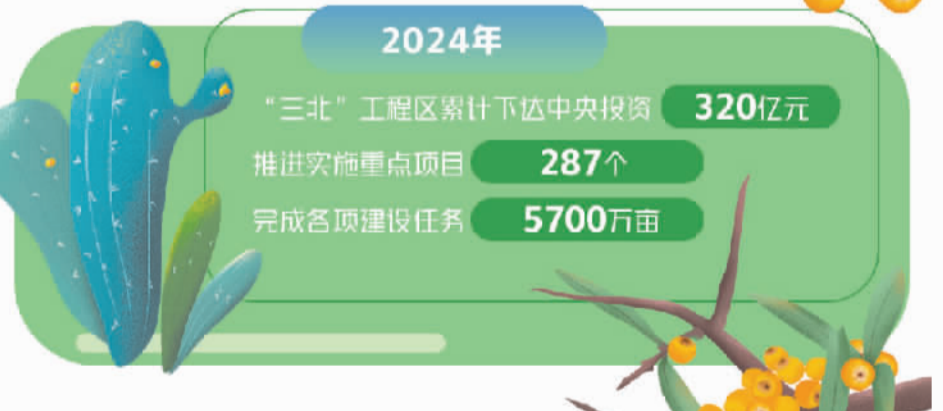 2024年
“三北”工程区累计下达中央投资 320亿元
推进实施重点项目 287个
完成各项建设任务 5700万亩